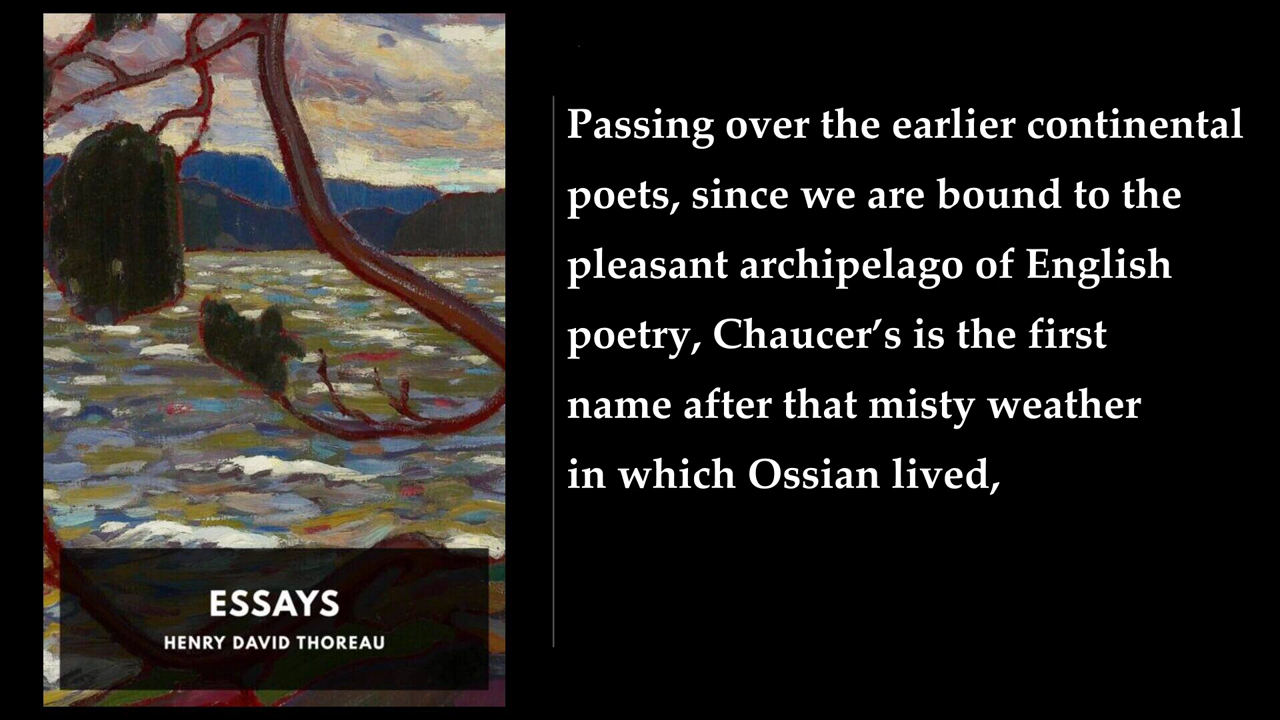 ESSAYS
HENRY DAVID THOREAU
Passing over the earlier continental
poets, since we are bound to the
pleasant archipelago of English
poetry, Chaucer’s is the first
name after that misty weather
in which Ossian lived,